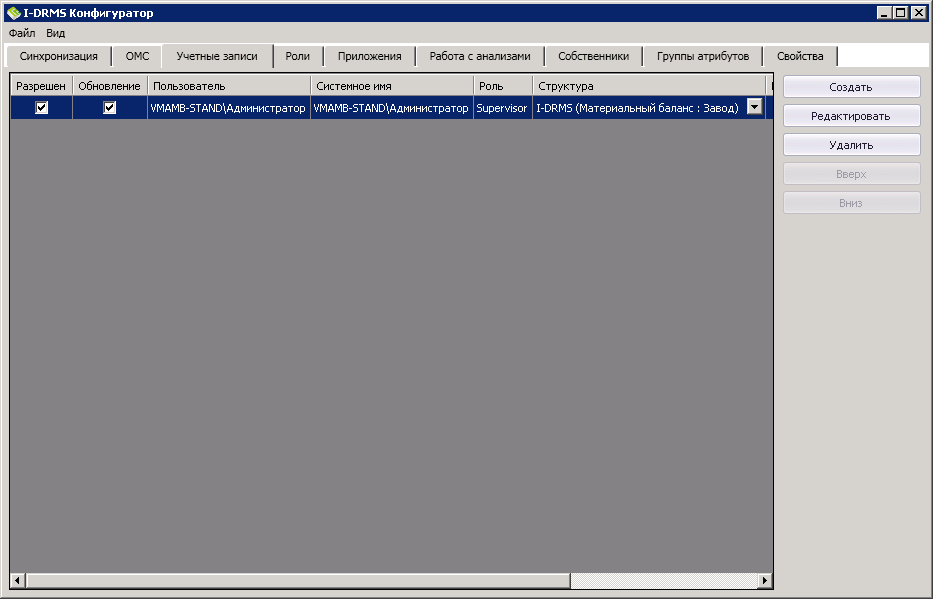 I-DRMS Конфигуратор
Файл Вид
Синхронизация ОМС Учетные записи Роли Приложения Работа с анализами Собственники Группы атрибутов Свойства
Разрешен Обновление Пользователь Системное имя Роль Структура
VMAMB-STAND\Администратор VMAMB-STAND\Администратор Supervisor I-DRMS (Материальный баланс : Завод)
Создать
Редактировать
Удалить
Вверх
Вниз